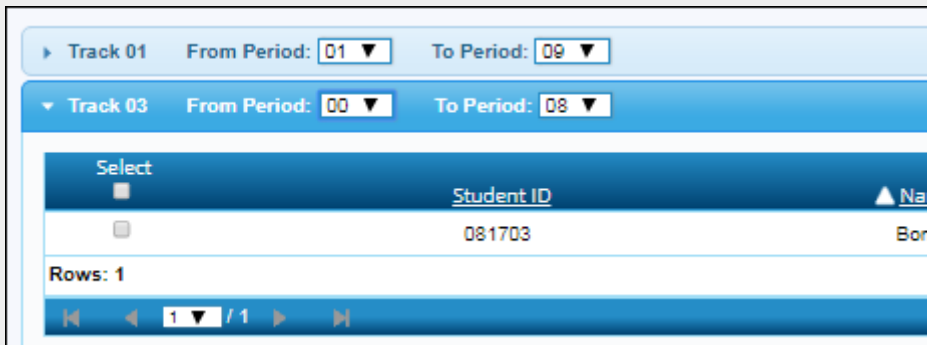 Track 01 From Period: 01 To Period: 09
Track 03 From Period: 00 To Period: 08
Select
Student ID
081703
Rows: 1
1 / 1